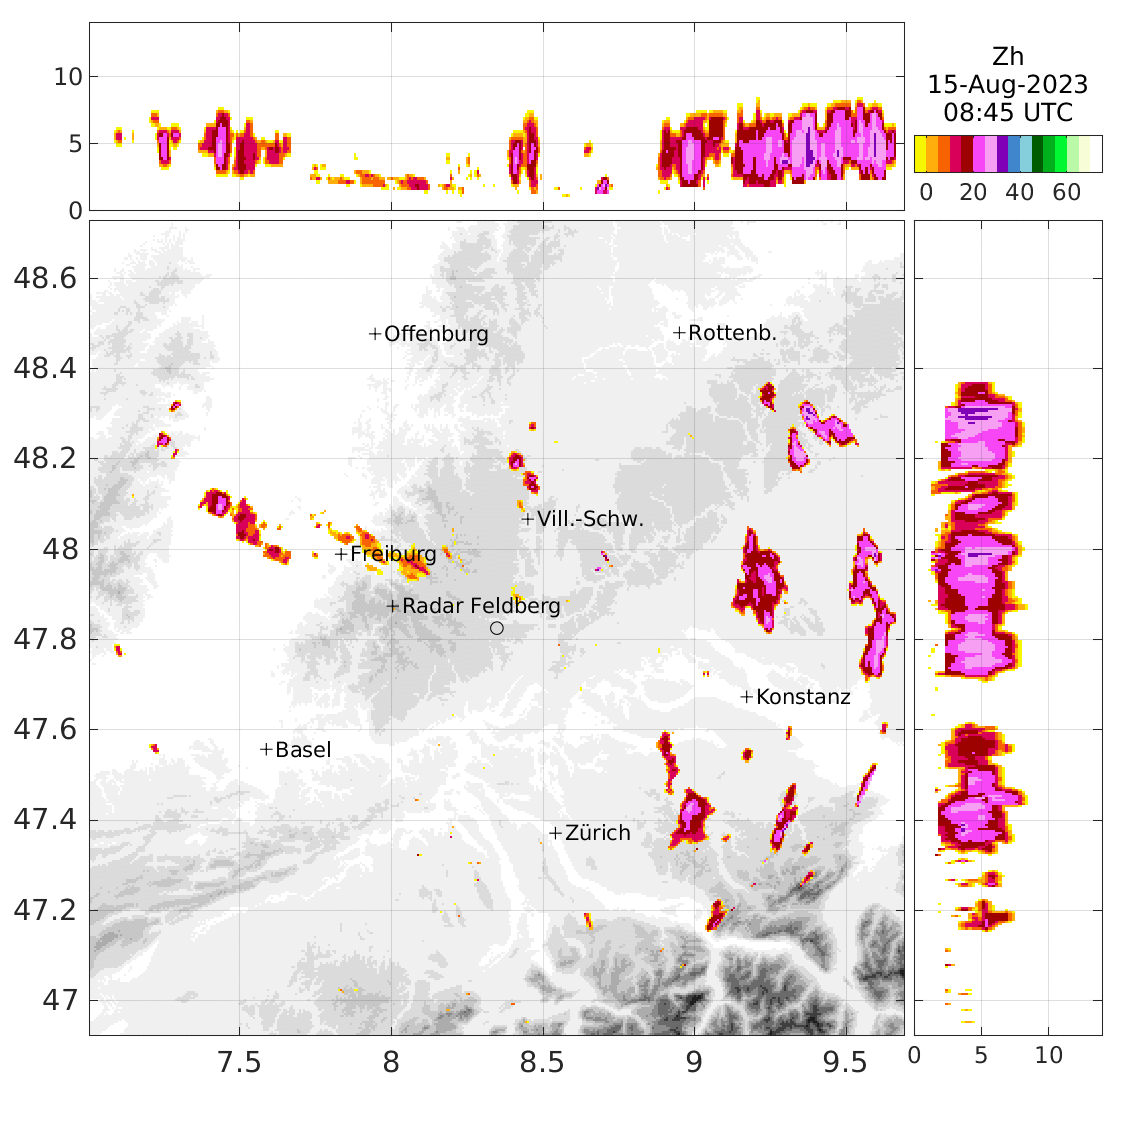 Zh
15-Aug-2023
08:45 UTC
0 20 40 60
10
5
0
48.6
48.4
48.2
48
47.8
47.6
47.4
47.2
47
+Offenburg
+Rottenb.
+Vill.-Schw.
+Freiburg
+Radar Feldberg
+Konstanz
+Basel
+Zürich
7.5 8 8.5 9 9.5
0 5 10